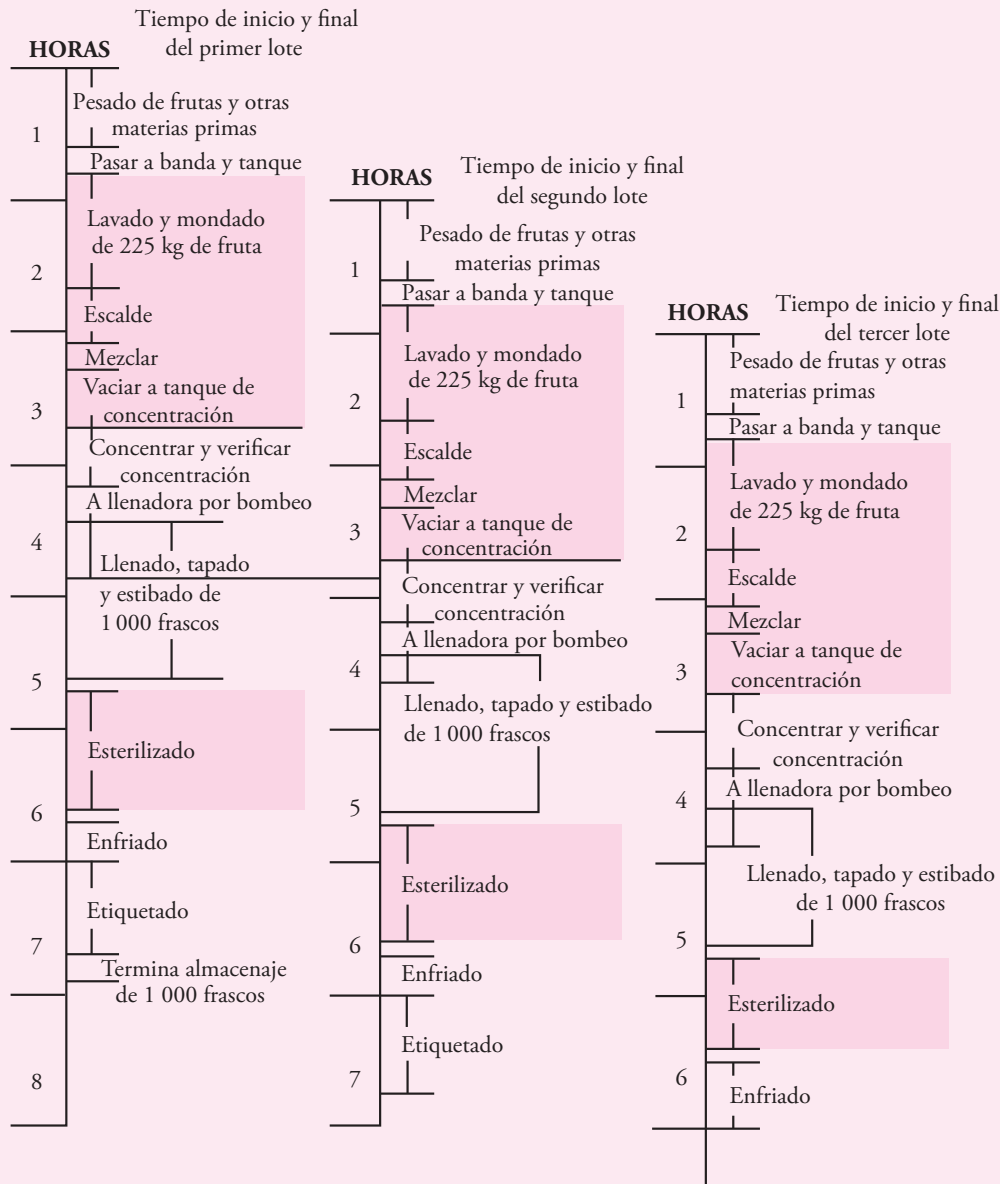 HORAS
Tiempo de inicio y final
del primer lote
1
Pesado de frutas y otras
materias primas
Pasar a banda y tanque
2
Lavado y mondado
de 225 kg de fruta
Escalde
Mezclar
3
Vaciar a tanque de
concentración
Concentrar y verificar
concentración
A llenadora por bombeo
4
Llenado, tapado
y estibado de
1 000 frascos
5
Esterilizado
6
Enfriado
Etiquetado
7
Termina almacenaje
de 1 000 frascos
8
HORAS
Tiempo de inicio y final
del segundo lote
1
Pesado de frutas y otras
materias primas
Pasar a banda y tanque
Lavado y mondado
de 225 kg de fruta
2
Escalde
Mezclar
3
Vaciar a tanque de
concentración
Concentrar y verificar
concentración
A llenadora por bombeo
4
Llenado, tapado y estibado
de 1 000 frascos
5
Esterilizado
6
Enfriado
Etiquetado
7
HORAS
Tiempo de inicio y final
del tercer lote
1
Pesado de frutas y otras
materias primas
Pasar a banda y tanque
Lavado y mondado
de 225 kg de fruta
2
Escalde
Mezclar
3
Vaciar a tanque de
concentración
Concentrar y verificar
concentración
4
A llenadora por bombeo
Llenado, tapado y estibado
de 1 000 frascos
5
Esterilizado
6
Enfriado